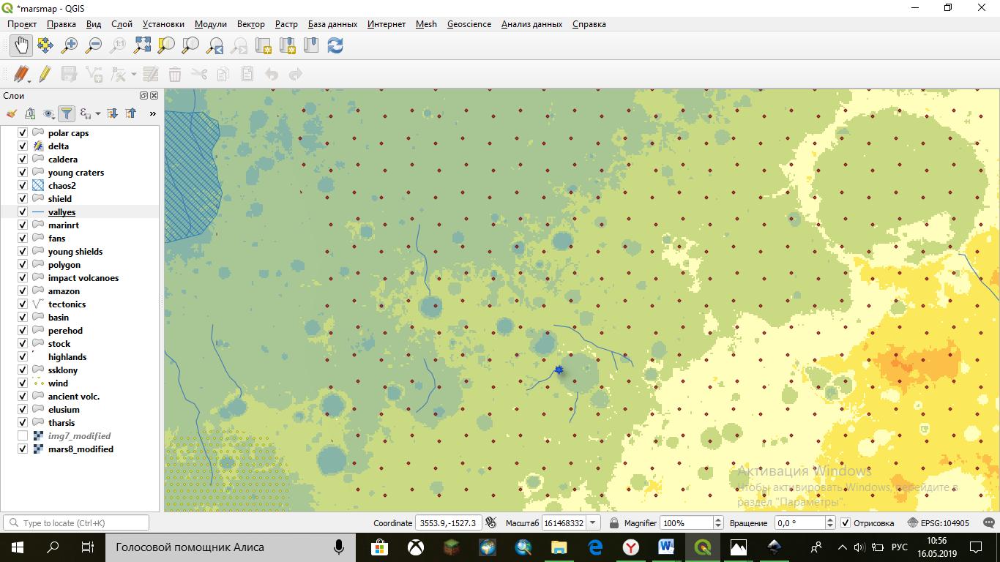 *marsmap - QGIS
Проект Правка Вид Слой Установки Модули Вектор Растр База данных Интернет Mesh Geoscience Анализ данных Справка
Слои
polar caps
delta
caldera
young craters
chaos2
shield
vallyes
marinrt
fans
young shields
polygon
impact volcanoes
amazon
tectonics
basin
perehod
stock
highlands
ssklony
wind
ancient volc.
elusium
tharsis
img7_modified
mars8_modified
Активация Windows
Чтобы активировать Windows, перейдите в
раздел "Параметры".
Type to locate (Ctrl+K) Coordinate 3553.9,-1527.3 Масштаб 161468332 Magnifier 100% Вращение 0,0 ° Отрисовка EPSG:104905
Голосовой помощник Алиса РУС 10:56
16.05.2019